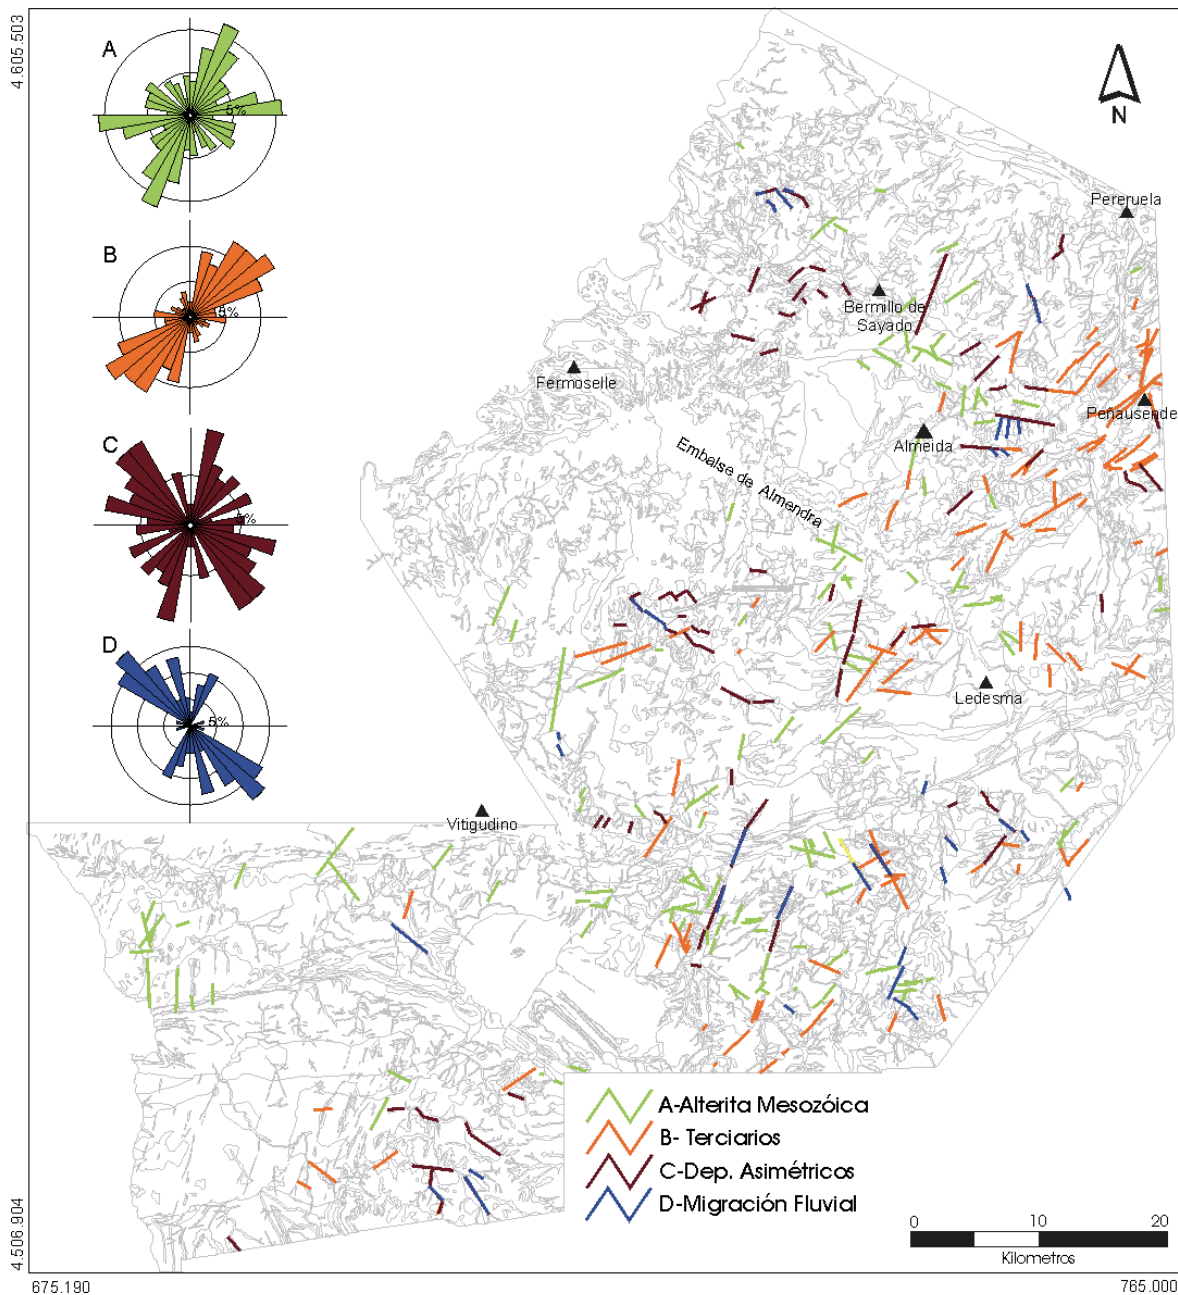 4.605.503
A
5%
B
5%
C
5%
D
5%
N
Pereruela
Bermillo de
Sayado
Fermoselle
Peñausende
Almeida
Embalse de Almendra
Ledesma
Vitigudino
A-Alterita Mesozóica
B- Terciarios
C-Dep. Asimétricos
D-Migración Fluvial
0 10 20
Kilometros
4.506.904
675.190
765.000